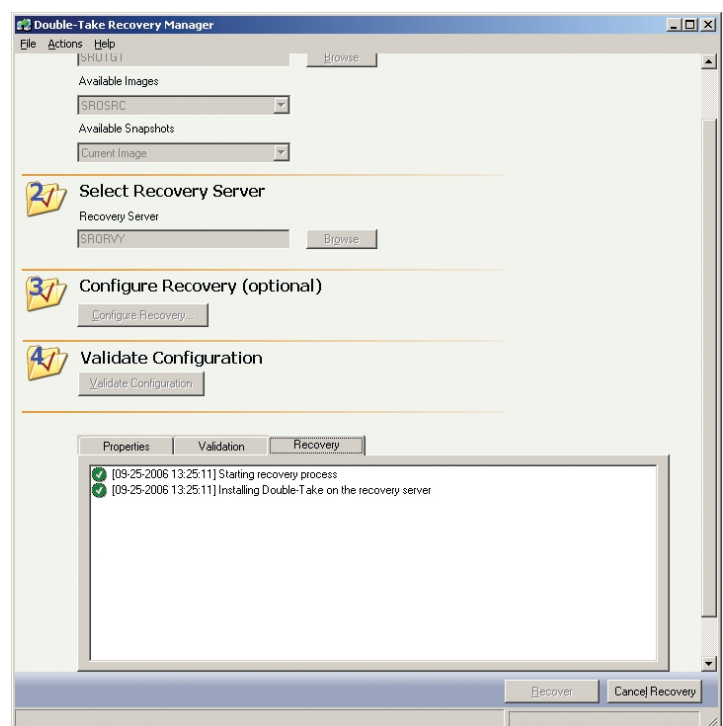 Double-Take Recovery Manager
File Actions Help
SROTGT Browse
Available Images
SROSRC
Available Snapshots
Current Image
2 Select Recovery Server
Recovery Server
SRORVY Browse
3 Configure Recovery (optional)
Configure Recovery...
4 Validate Configuration
Validate Configuration
Properties Validation Recovery
[09-25-2006 13:25:11] Starting recovery process
[09-25-2006 13:25:11] Installing Double-Take on the recovery server
Recover Cancel Recovery